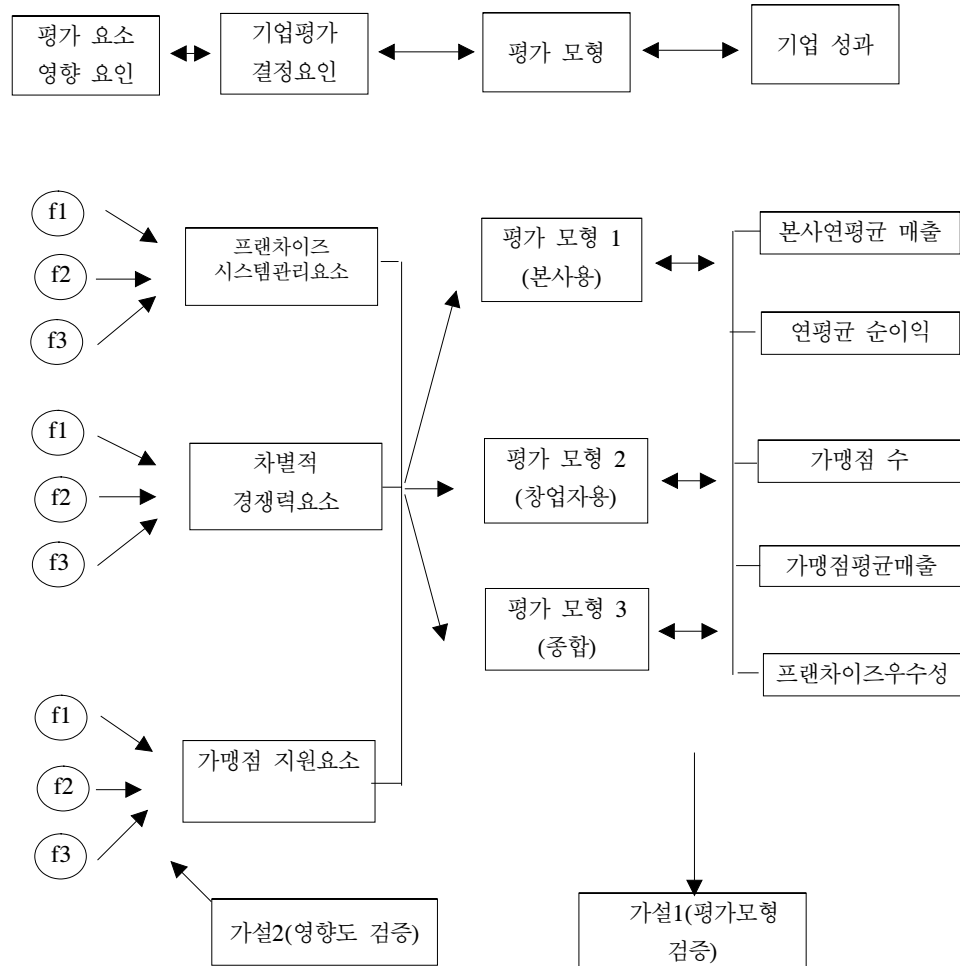 평가 요소
영향 요인
기업평가
결정요인
평가 모형
기업 성과
f1
f2
f3
프랜차이즈
시스템관리요소
평가 모형 1
(본사용)
본사연평균 매출
연평균 순이익
f1
f2
f3
차별적
경쟁력요소
평가 모형 2
(창업자용)
가맹점 수
가맹점평균매출
평가 모형 3
(종합)
프랜차이즈우수성
f1
f2
f3
가맹점 지원요소
가설2(영향도 검증)
가설1(평가모형
검증)